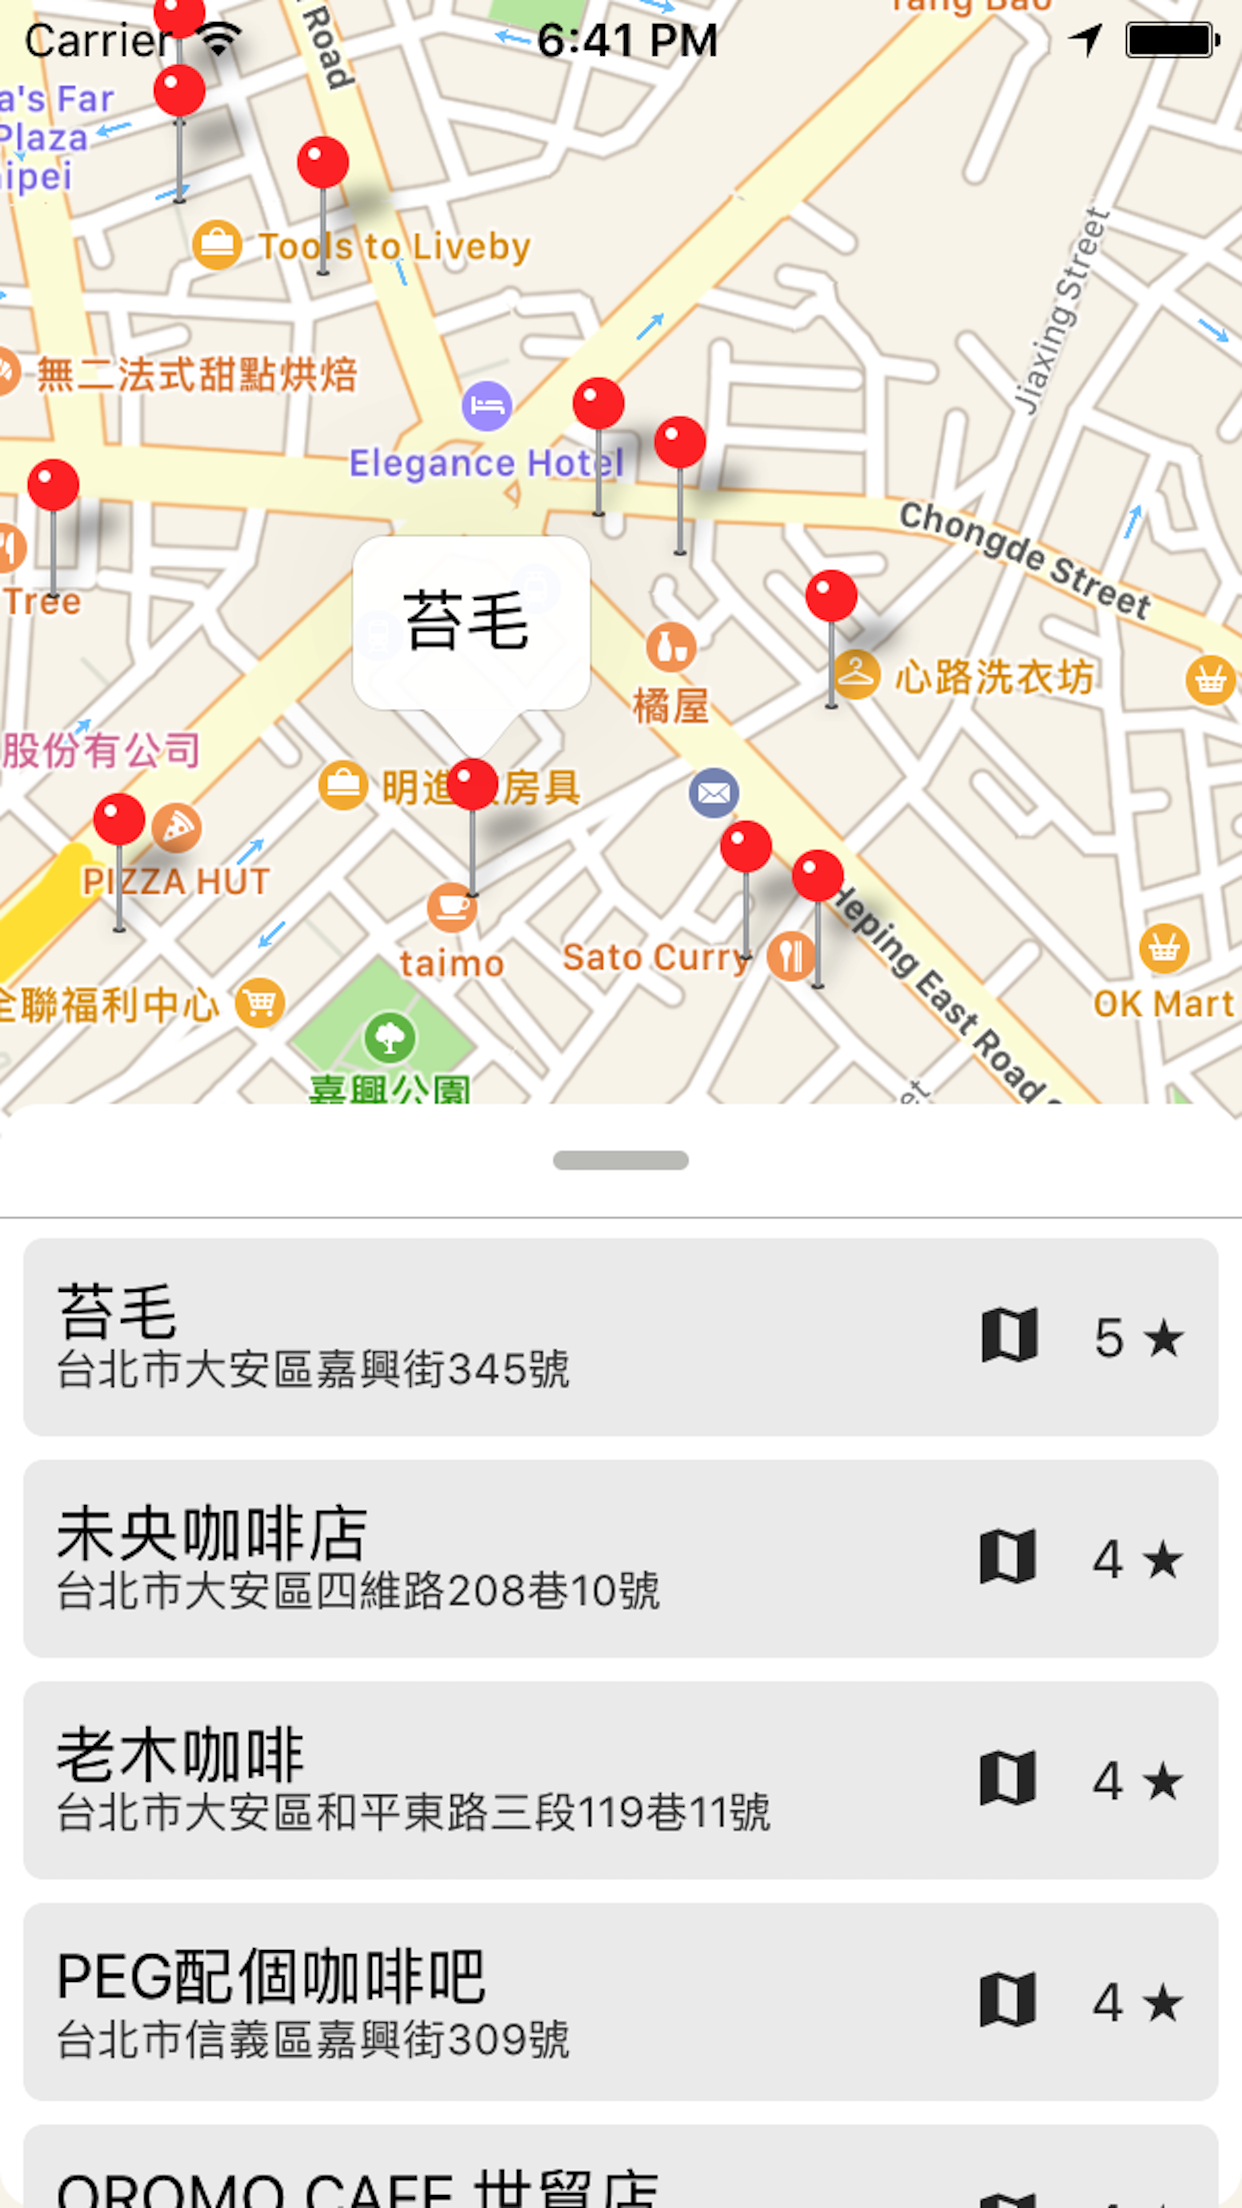 Carrier
6:41 PM
Tang Bao
Road
a's Far
Plaza
aipei
Tools to Liveby
Jiaxing Street
無二法式甜點烘焙
Elegance Hotel
Chongde Street
Tree
苔毛
橘屋
心路洗衣坊
股份有公司
明進 房具
PIZZA HUT
taimo
Sato Curry
Heping East Road
OK Mart
全聯福利中心
嘉興公園
苔毛
台北市大安區嘉興街345號
5 ★
未央咖啡店
台北市大安區四維路208巷10號
4 ★
老木咖啡
台北市大安區和平東路三段119巷11號
4 ★
PEG配個咖啡吧
台北市信義區嘉興街309號
4 ★
OROMO CAFE 世貿店